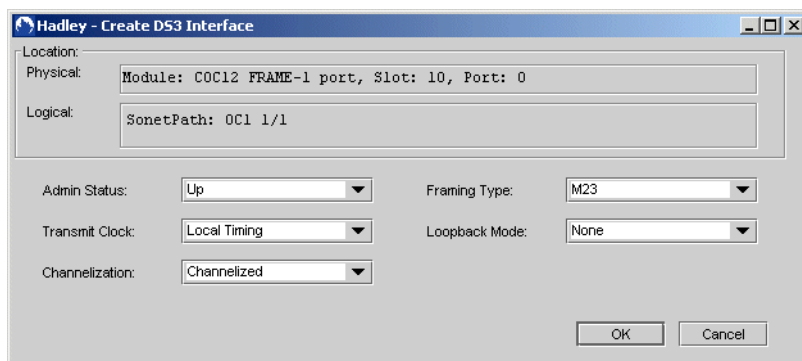 Hadley - Create DS3 Interface
Location:
Physical:
Module: COC12 FRAME-1 port, Slot: 10, Port: 0
Logical:
SonetPath: OC1 1/1
Admin Status: Up Framing Type: M23
Transmit Clock: Local Timing Loopback Mode: None
Channelization: Channelized
OK Cancel